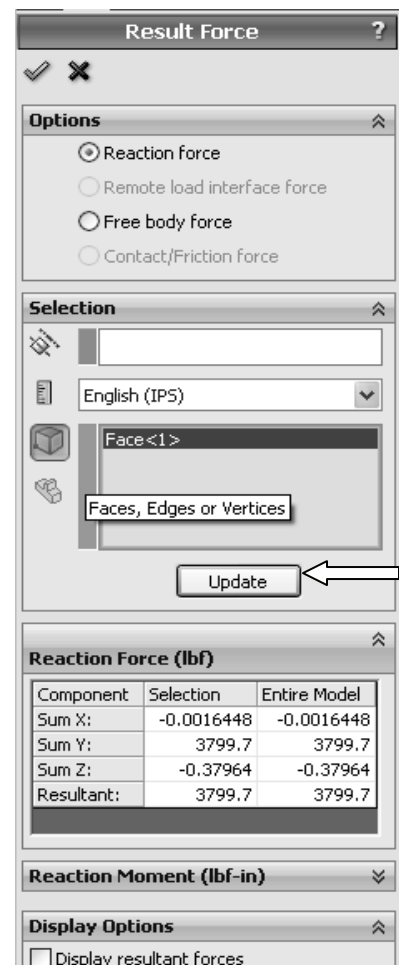 Result Force ?
Options
Reaction force
Remote load interface force
Free body force
Contact/Friction force
Selection
English (IPS)
Face<1>
Faces, Edges or Vertices
Update
Reaction Force (lbf)
Component Selection Entire Model
Sum X: -0.0016448 -0.0016448
Sum Y: 3799.7 3799.7
Sum Z: -0.37964 -0.37964
Resultant: 3799.7 3799.7
Reaction Moment (lbf-in)
Display Options
Display resultant forces